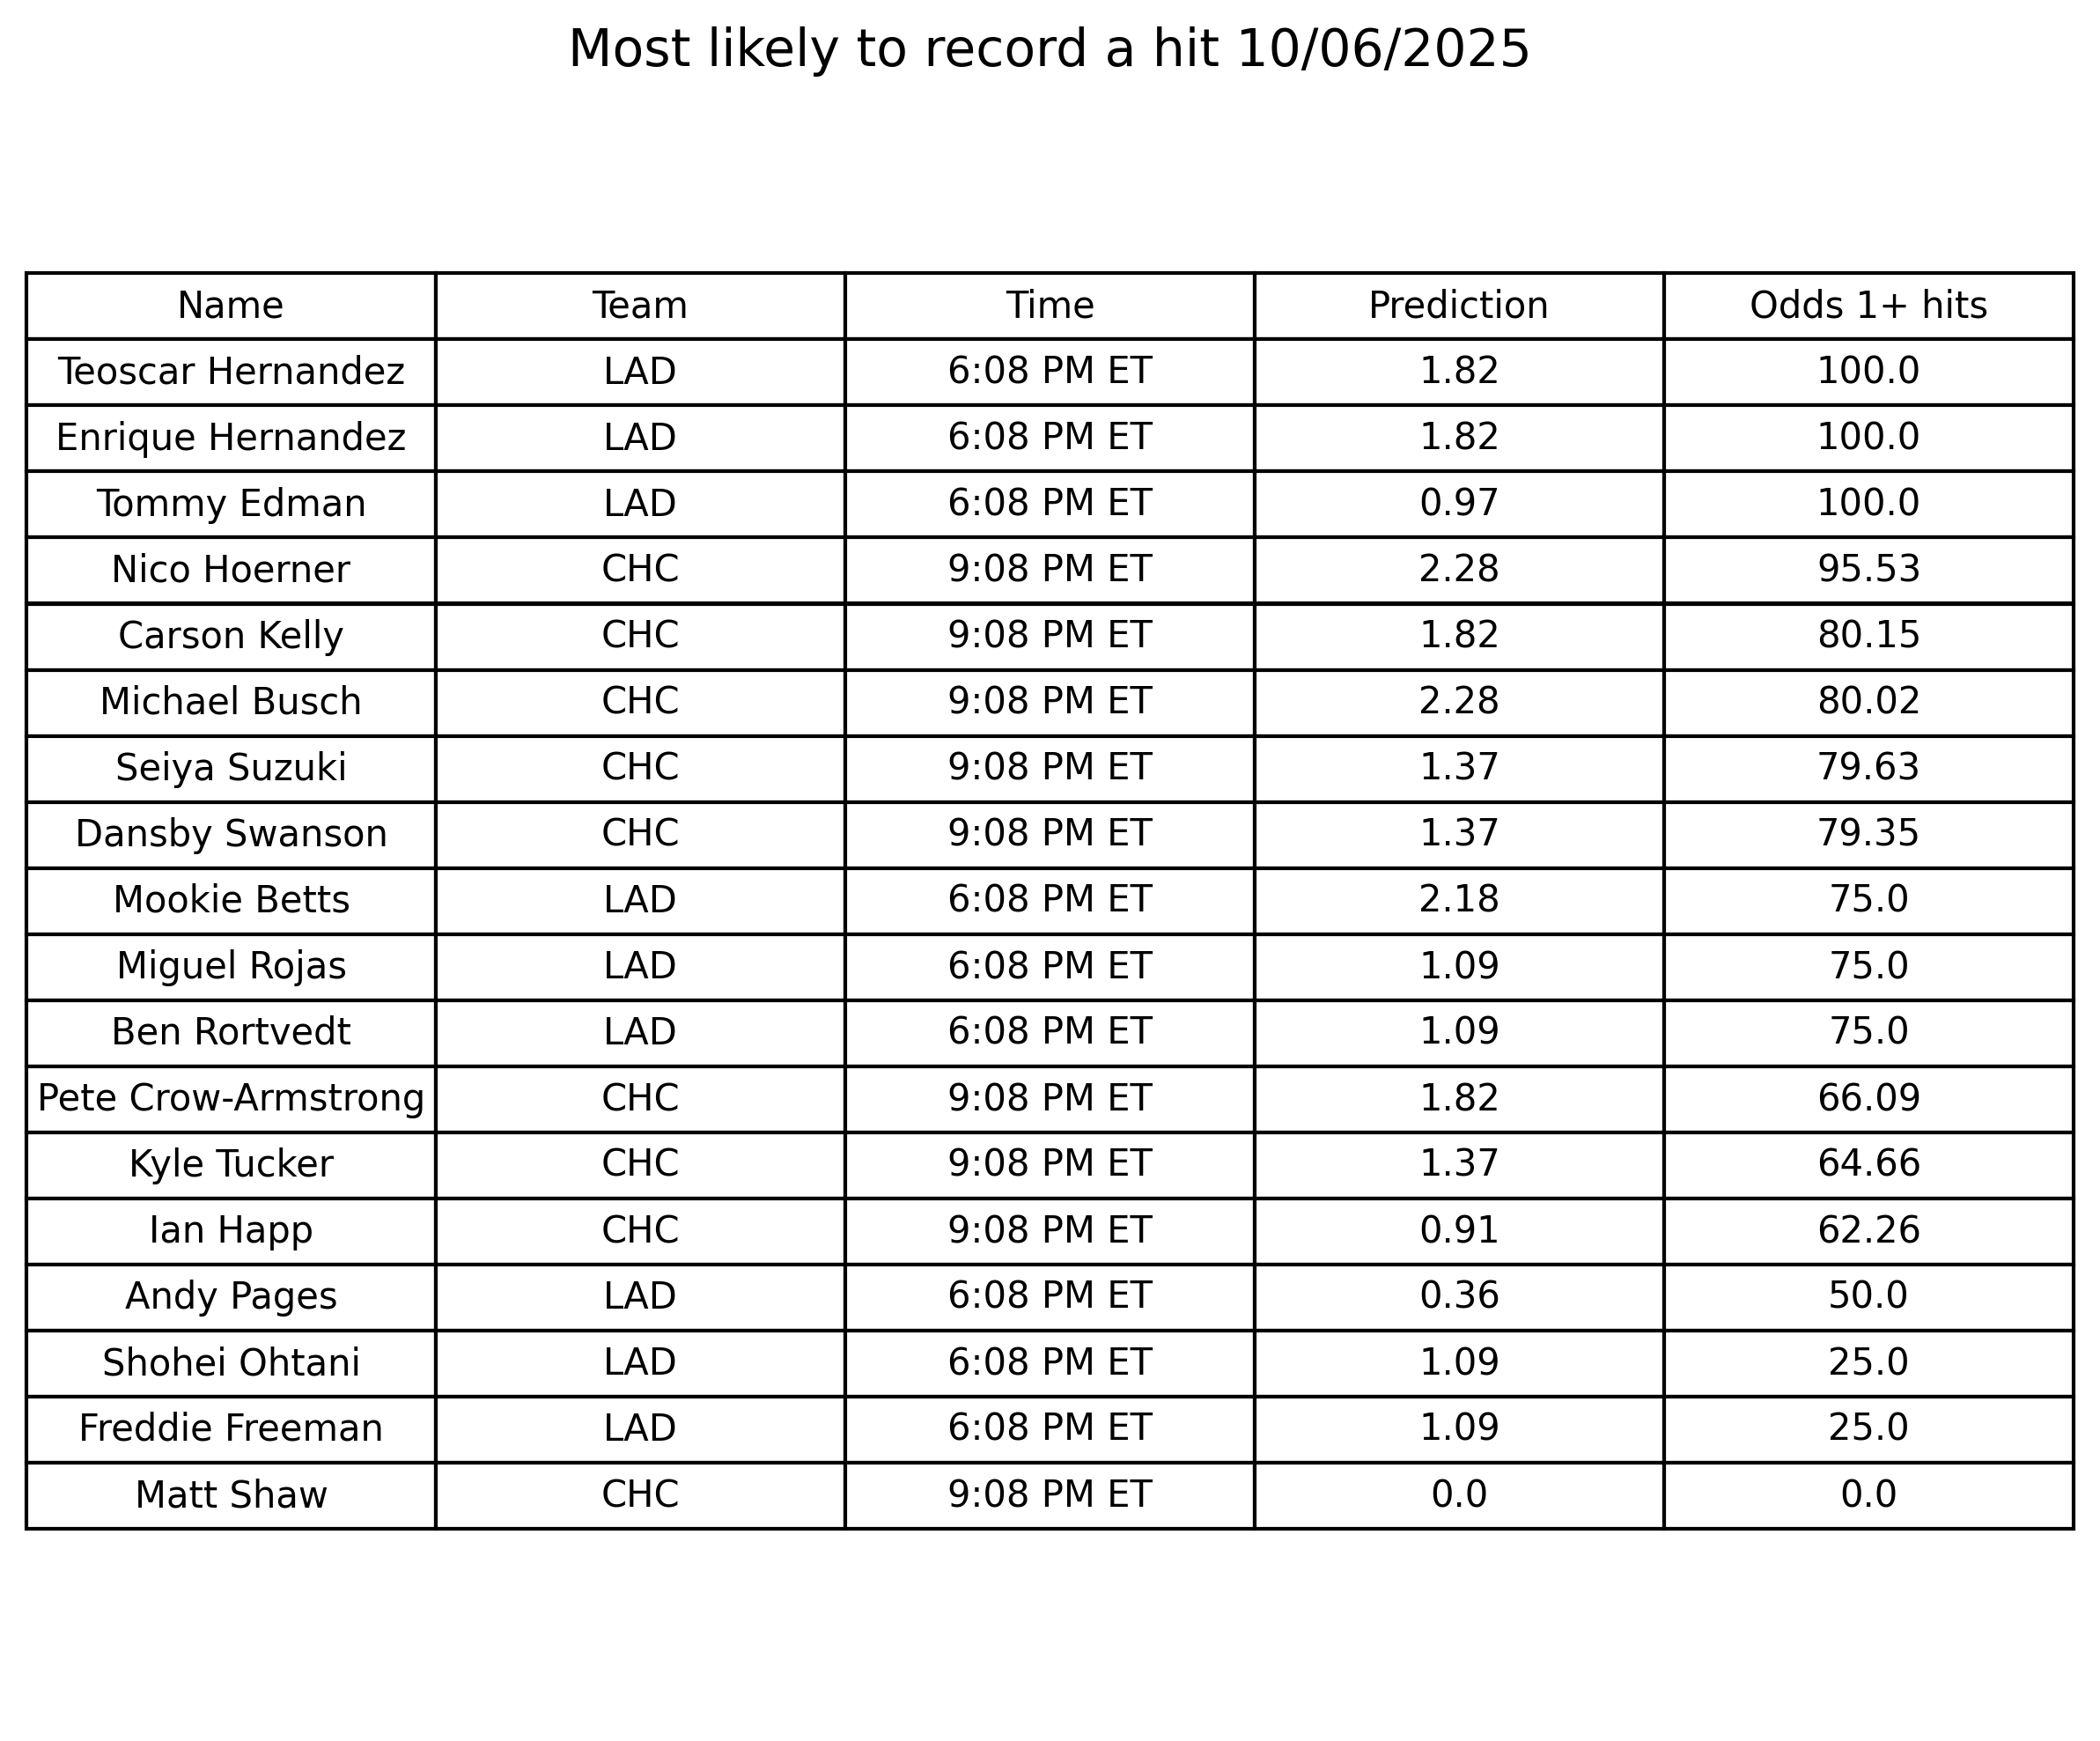 Most likely to record a hit 10/06/2025
Name Team Time Prediction Odds 1+ hits
Teoscar Hernandez LAD 6:08 PM ET 1.82 100.0
Enrique Hernandez LAD 6:08 PM ET 1.82 100.0
Tommy Edman LAD 6:08 PM ET 0.97 100.0
Nico Hoerner CHC 9:08 PM ET 2.28 95.53
Carson Kelly CHC 9:08 PM ET 1.82 80.15
Michael Busch CHC 9:08 PM ET 2.28 80.02
Seiya Suzuki CHC 9:08 PM ET 1.37 79.63
Dansby Swanson CHC 9:08 PM ET 1.37 79.35
Mookie Betts LAD 6:08 PM ET 2.18 75.0
Miguel Rojas LAD 6:08 PM ET 1.09 75.0
Ben Rortvedt LAD 6:08 PM ET 1.09 75.0
Pete Crow-Armstrong CHC 9:08 PM ET 1.82 66.09
Kyle Tucker CHC 9:08 PM ET 1.37 64.66
Ian Happ CHC 9:08 PM ET 0.91 62.26
Andy Pages LAD 6:08 PM ET 0.36 50.0
Shohei Ohtani LAD 6:08 PM ET 1.09 25.0
Freddie Freeman LAD 6:08 PM ET 1.09 25.0
Matt Shaw CHC 9:08 PM ET 0.0 0.0